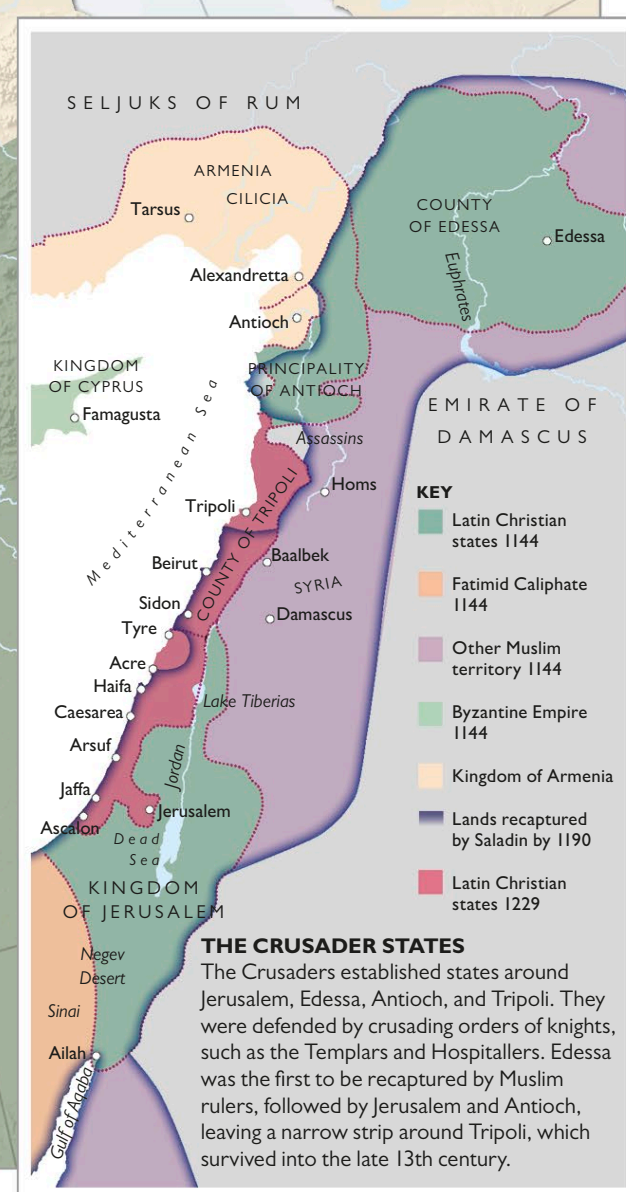 SELJUKS OF RUM
ARMENIA
CILICIA
Tarsus
COUNTY
OF EDESSA
Edessa
Euphrates
Alexandretta
Antioch
KINGDOM
OF CYPRUS
Famagusta
PRINCIPALITY
OF ANTIOCH
Mediterranean Sea
EMIRATE OF
DAMASCUS
Assassins
Homs
Tripoli
COUNTY OF TRIPOLI
Baalbek
Beirut
SYRIA
Sidon
Damascus
Tyre
Acre
Haifa
Lake Tiberias
Caesarea
Arsuf
Jordan
Jaffa
Jerusalem
Ascalon
Dead
Sea
KINGDOM
OF JERUSALEM
Negev
Desert
Sinai
Ailah
Gulf of Aqaba
KEY
Latin Christian
states 1144
Fatimid Caliphate
1144
Other Muslim
territory 1144
Byzantine Empire
1144
Kingdom of Armenia
Lands recaptured
by Saladin by 1190
Latin Christian
states 1229
THE CRUSADER STATES
The Crusaders established states around
Jerusalem, Edessa, Antioch, and Tripoli. They
were defended by crusading orders of knights,
such as the Templars and Hospitallers. Edessa
was the first to be recaptured by Muslim
rulers, followed by Jerusalem and Antioch,
leaving a narrow strip around Tripoli, which
survived into the late 13th century.